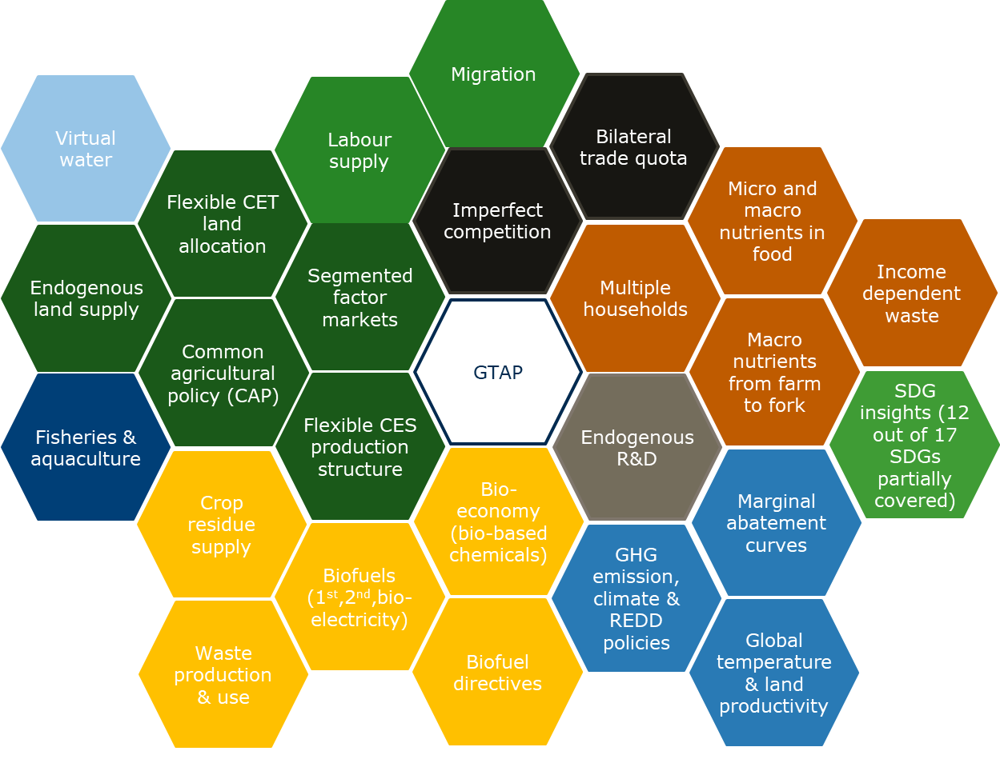 Migration
Virtual
water
Labour
supply
Bilateral
trade quota
Flexible CET
land
allocation
Imperfect
competition
Micro and
macro
nutrients in
food
Endogenous
land supply
Segmented
factor
markets
Multiple
households
Income
dependent
waste
Common
agricultural
policy (CAP)
GTAP
Macro
nutrients
from farm
to fork
Fisheries &
aquaculture
Flexible CES
production
structure
Endogenous
R&D
SDG
insights (12
out of 17
SDGs
partially
covered)
Crop
residue
supply
Bio-
economy
(bio-based
chemicals)
Marginal
abatement
curves
Biofuels
(1st,2nd,bio-
electricity)
GHG
emission,
climate &
REDD
policies
Waste
production
& use
Biofuel
directives
Global
temperature
& land
productivity